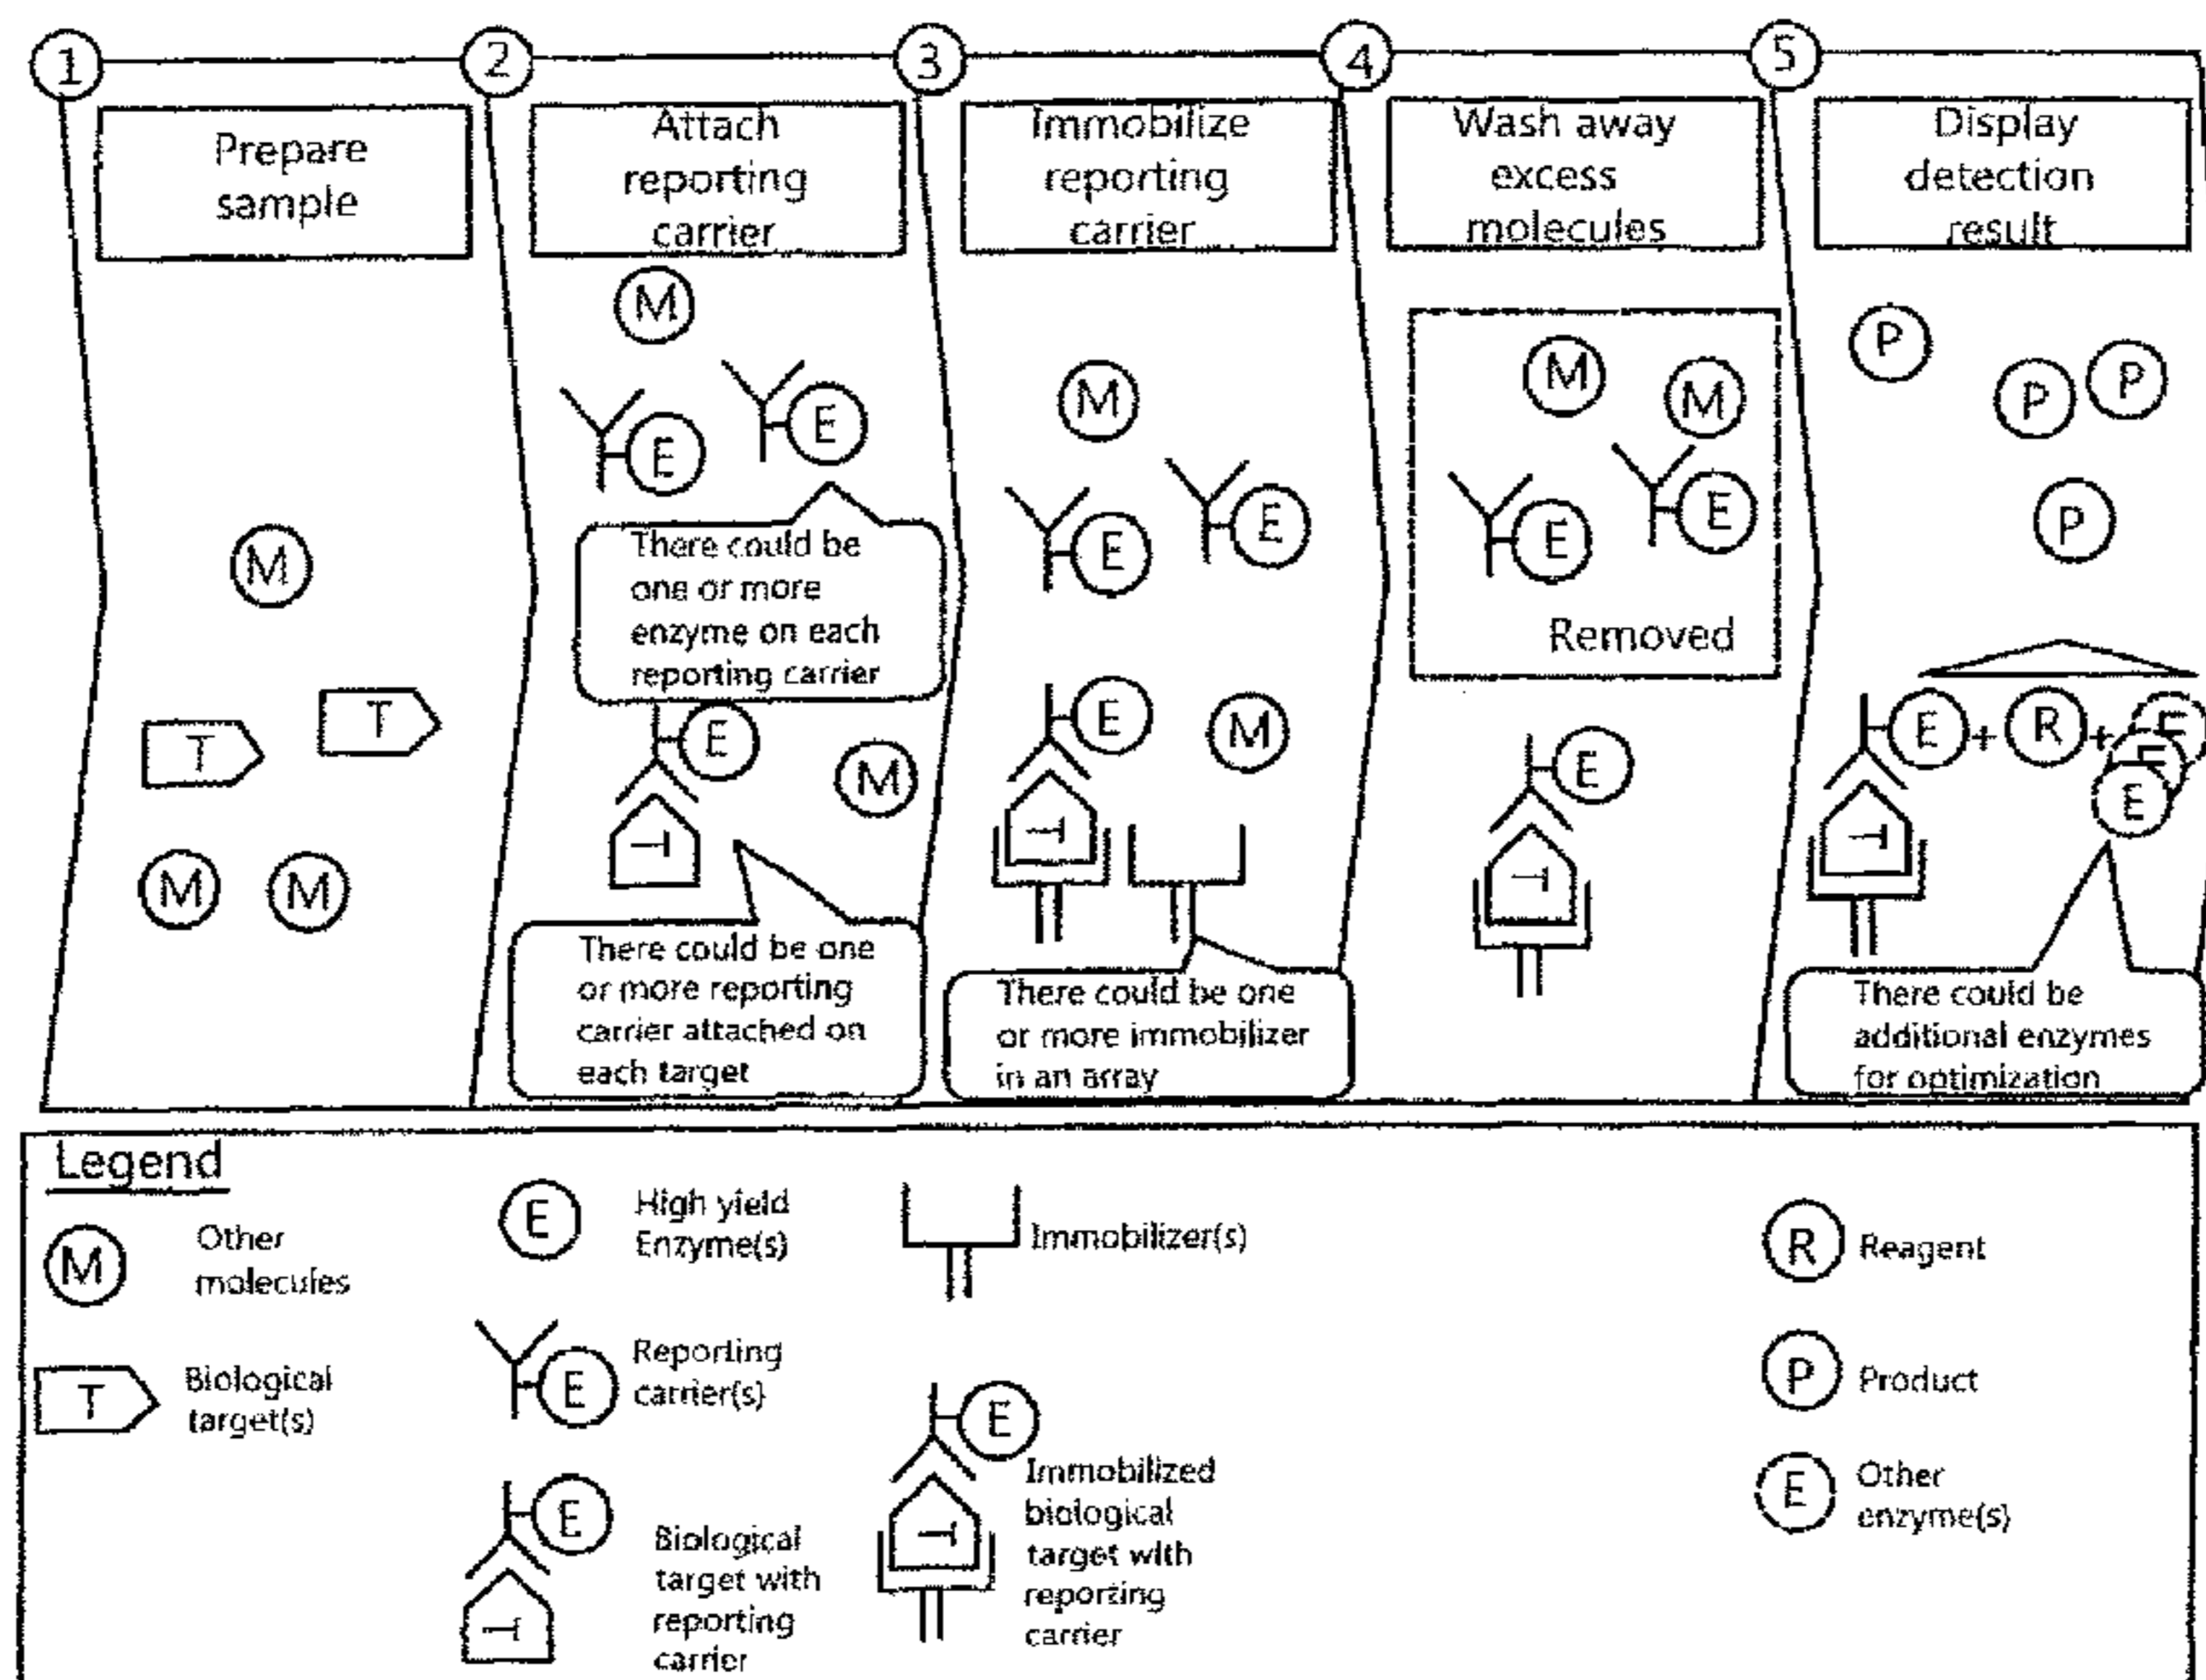 1
2
3
4
5
Prepare
sample
Attach
reporting
carrier
Immobilize
reporting
carrier
Wash away
excess
molecules
Display
detection
result
M
T
T
M
M
M
E
E
There could be
one or more
enzyme on each
reporting carrier
E
M
T
There could be one
or more reporting
carrier attached on
each target
M
E
E
E
M
T
There could be one
or more immobilizer
in an array
M
M
E
E
Removed
E
T
P
P
P
P
E + R + E
E
E
T
There could be
additional enzymes
for optimization
Legend
M
Other
molecules
T
Biological
target(s)
E
High yield
Enzyme(s)
E
Reporting
carrier(s)
E
T
Biological
target with
reporting
carrier
Immobilizer(s)
E
T
Immobilized
biological
target with
reporting
carrier
R
Reagent
P
Product
E
Other
enzyme(s)